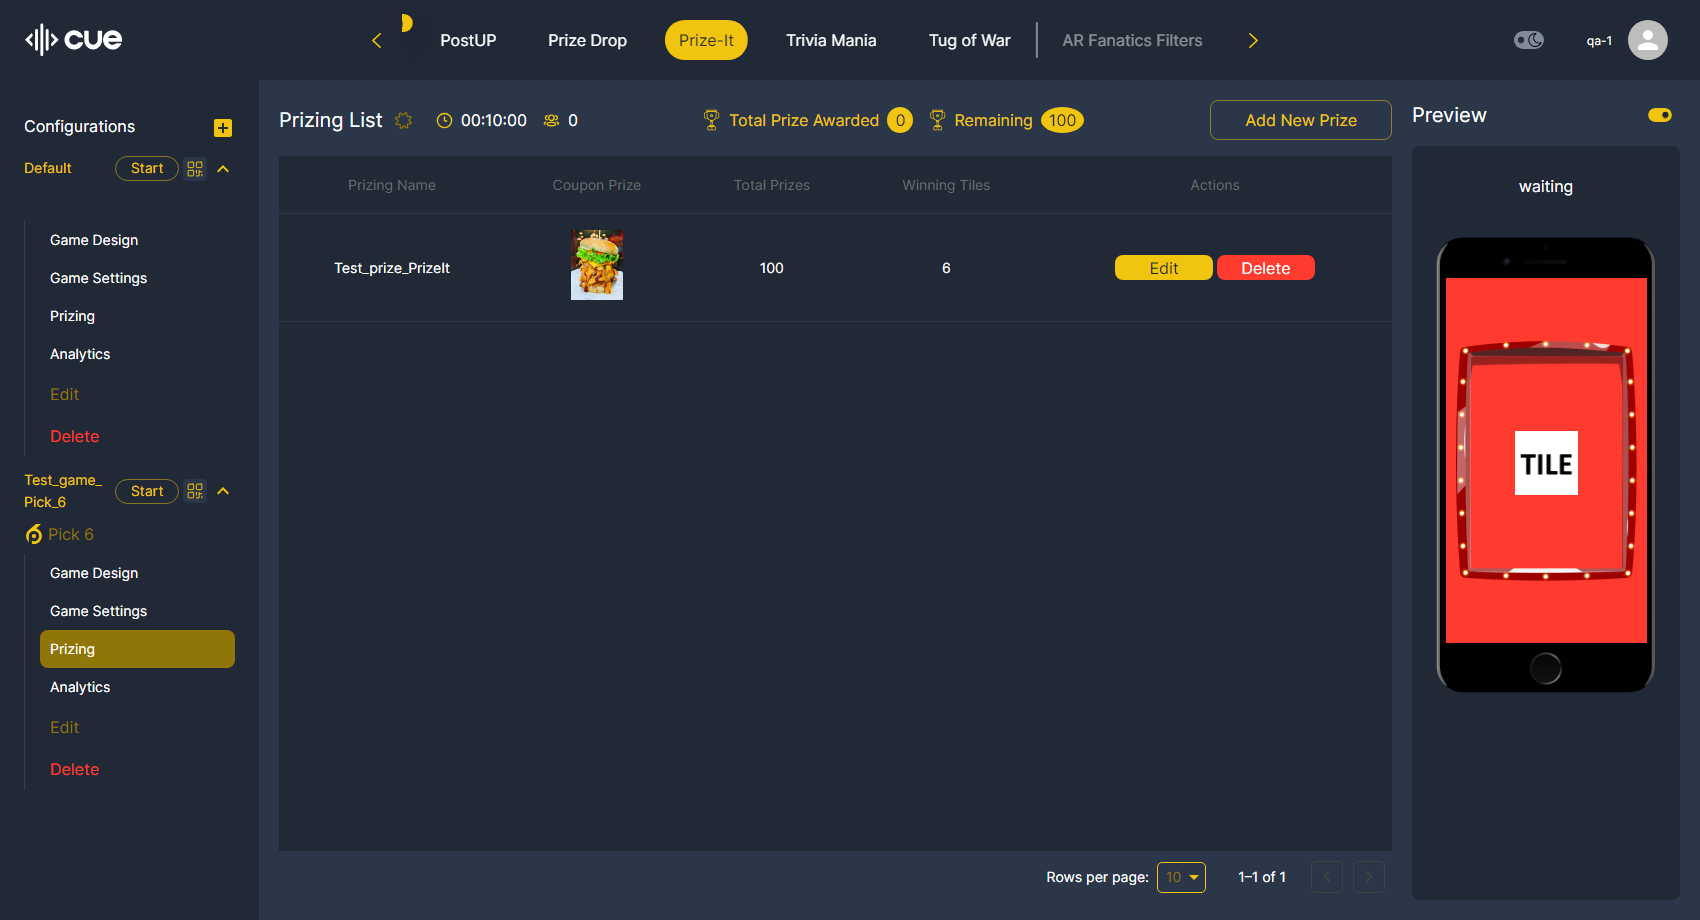 cue
PostUP
Prize Drop
Prize-It
Trivia Mania
Tug of War
AR Fanatics Filters
qa-1
Configurations
Default
Start
Game Design
Game Settings
Prizing
Analytics
Edit
Delete
Test_game_
Pick_6
Start
Pick 6
Game Design
Game Settings
Prizing
Analytics
Edit
Delete
Prizing List
00:10:00
0
Total Prize Awarded 0
Remaining 100
Add New Prize
Prizing Name
Coupon Prize
Total Prizes
Winning Tiles
Actions
Test_prize_PrizeIt
100
6
Edit
Delete
Rows per page: 10
1–1 of 1
Preview
waiting
TILE